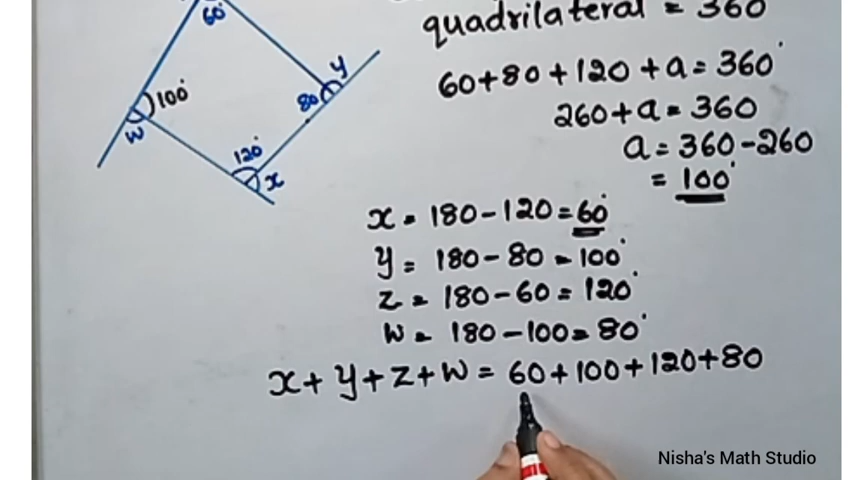 quadrilateral = 360
60+80+120+a=360°
260+a=360
a=360-260
=100°
60°
y
80
100°
w
120°
x
x=180-120=60°
y=180-80=100°
z=180-60=120°
w=180-100=80°
x+y+z+w=60+100+120+80
Nisha's Math Studio